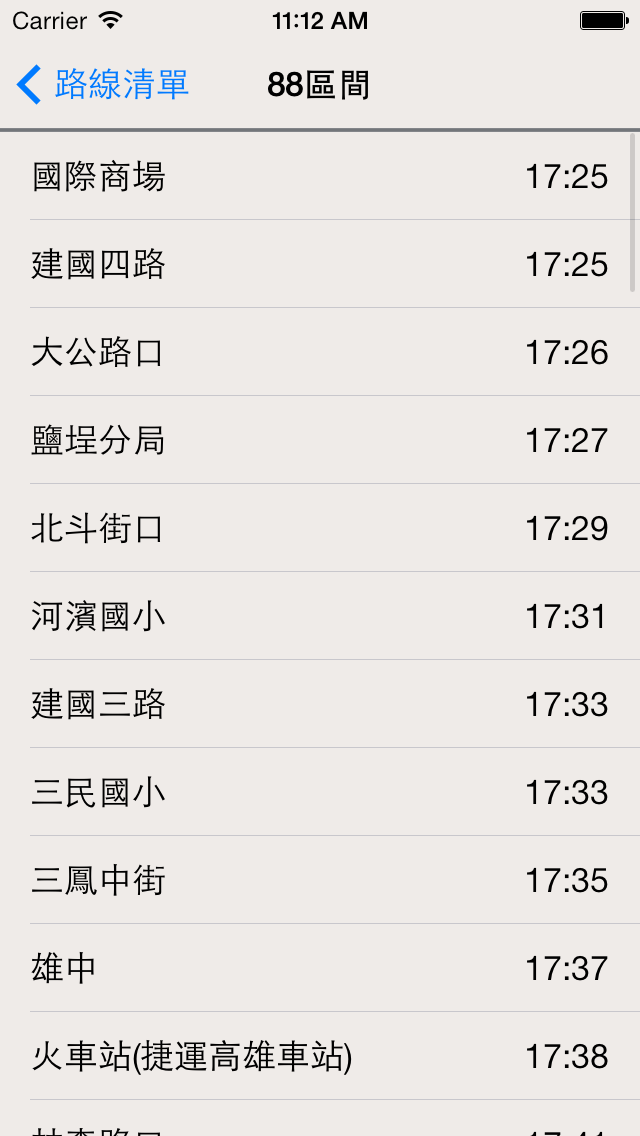 Carrier 11:12 AM
路線清單 88區間
國際商場 17:25
建國四路 17:25
大公路口 17:26
鹽埕分局 17:27
北斗街口 17:29
河濱國小 17:31
建國三路 17:33
三民國小 17:33
三鳳中街 17:35
雄中 17:37
火車站(捷運高雄車站) 17:38